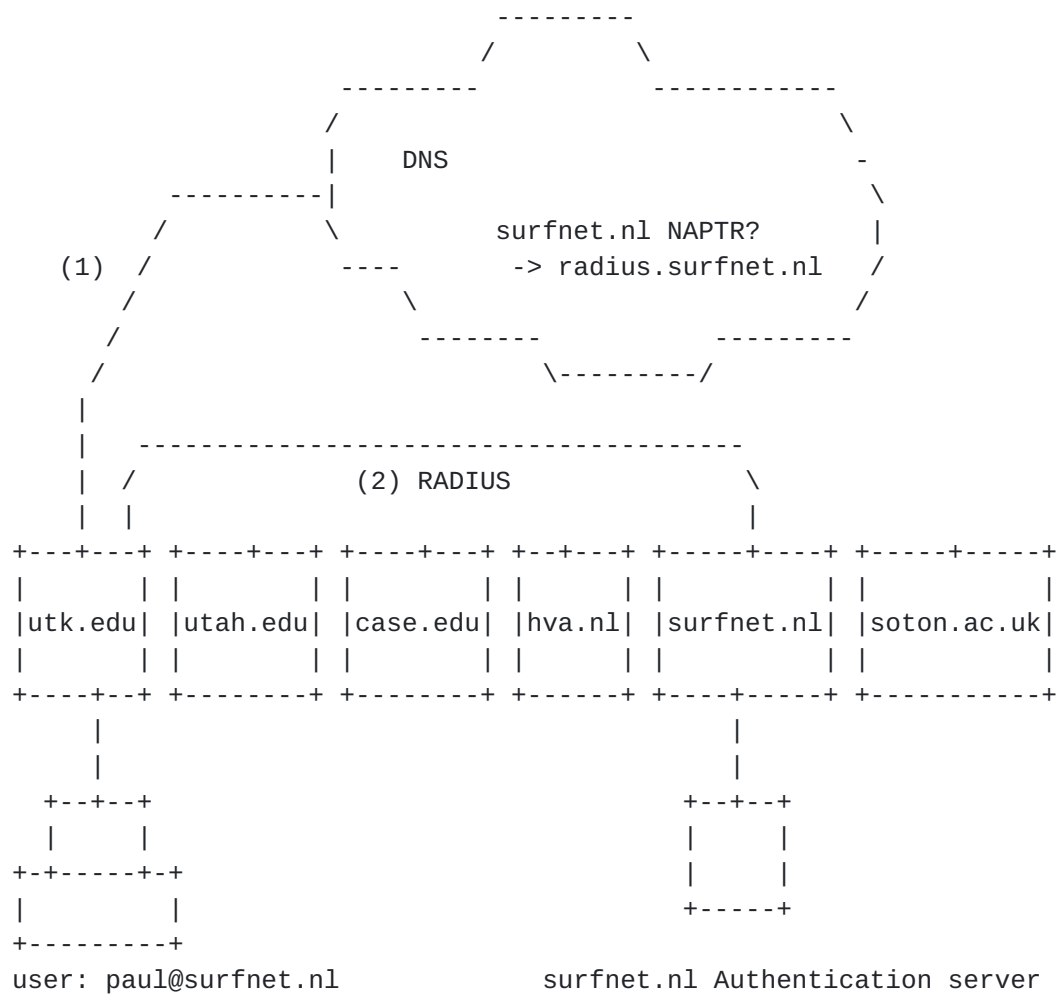 DNS
surfnet.nl NAPTR?
(1) -> radius.surfnet.nl
(2) RADIUS
utk.edu utah.edu case.edu hva.nl surfnet.nl soton.ac.uk
user: paul@surfnet.nl surfnet.nl Authentication server